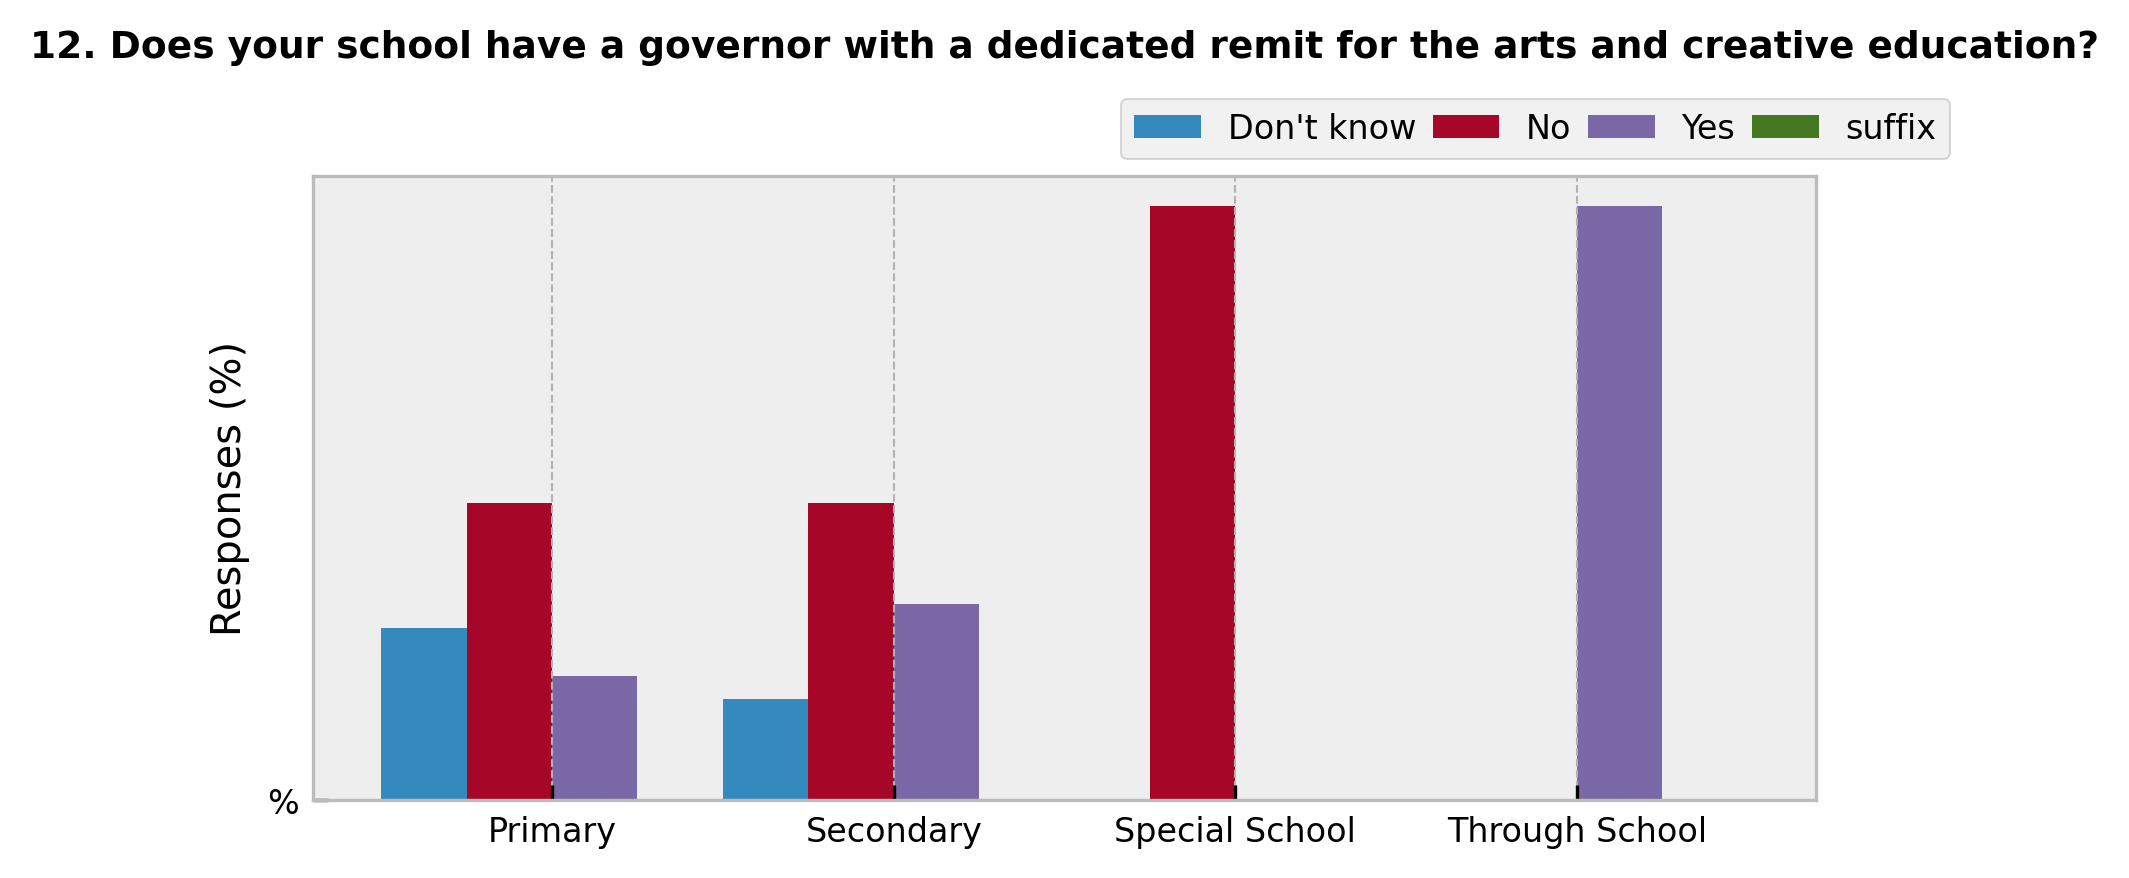 12. Does your school have a governor with a dedicated remit for the arts and creative education?
Don't know No Yes suffix
Responses (%)
%
Primary Secondary Special School Through School